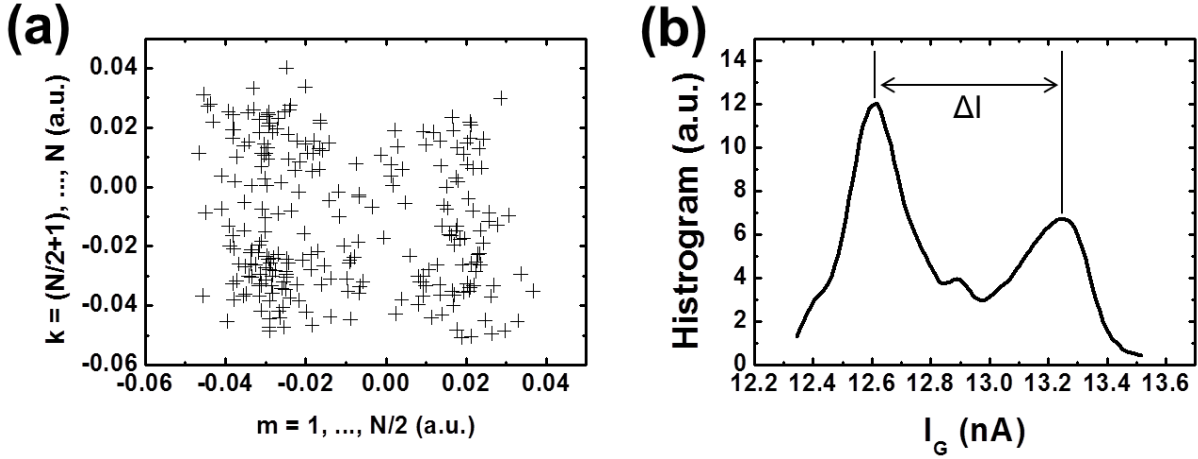 (a)
k = (N/2+1), ..., N (a.u.)
0.04
0.02
0.00
-0.02
-0.04
-0.06
-0.06 -0.04 -0.02 0.00 0.02 0.04
m = 1, ..., N/2 (a.u.)
(b)
Histrogram (a.u.)
14
12
10
8
6
4
2
0
ΔI
12.2 12.4 12.6 12.8 13.0 13.2 13.4 13.6
I_G (nA)